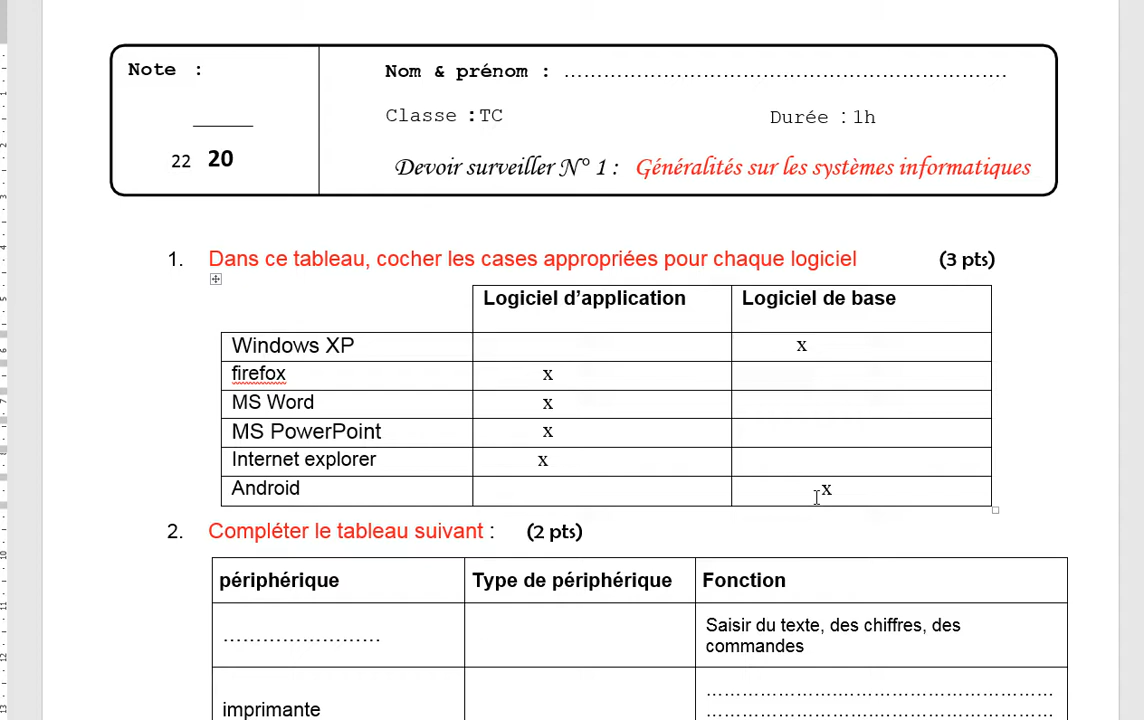 Note :
Nom & prénom : ................................................................
Classe : TC
Durée : 1h
22 20
Devoir surveiller N° 1 : Généralités sur les systèmes informatiques
1. Dans ce tableau, cocher les cases appropriées pour chaque logiciel (3 pts)
Logiciel d’application Logiciel de base
Windows XP x
firefox x
MS Word x
MS PowerPoint x
Internet explorer x
Android x
2. Compléter le tableau suivant : (2 pts)
périphérique Type de périphérique Fonction
........................ Saisir du texte, des chiffres, des
commandes
imprimante